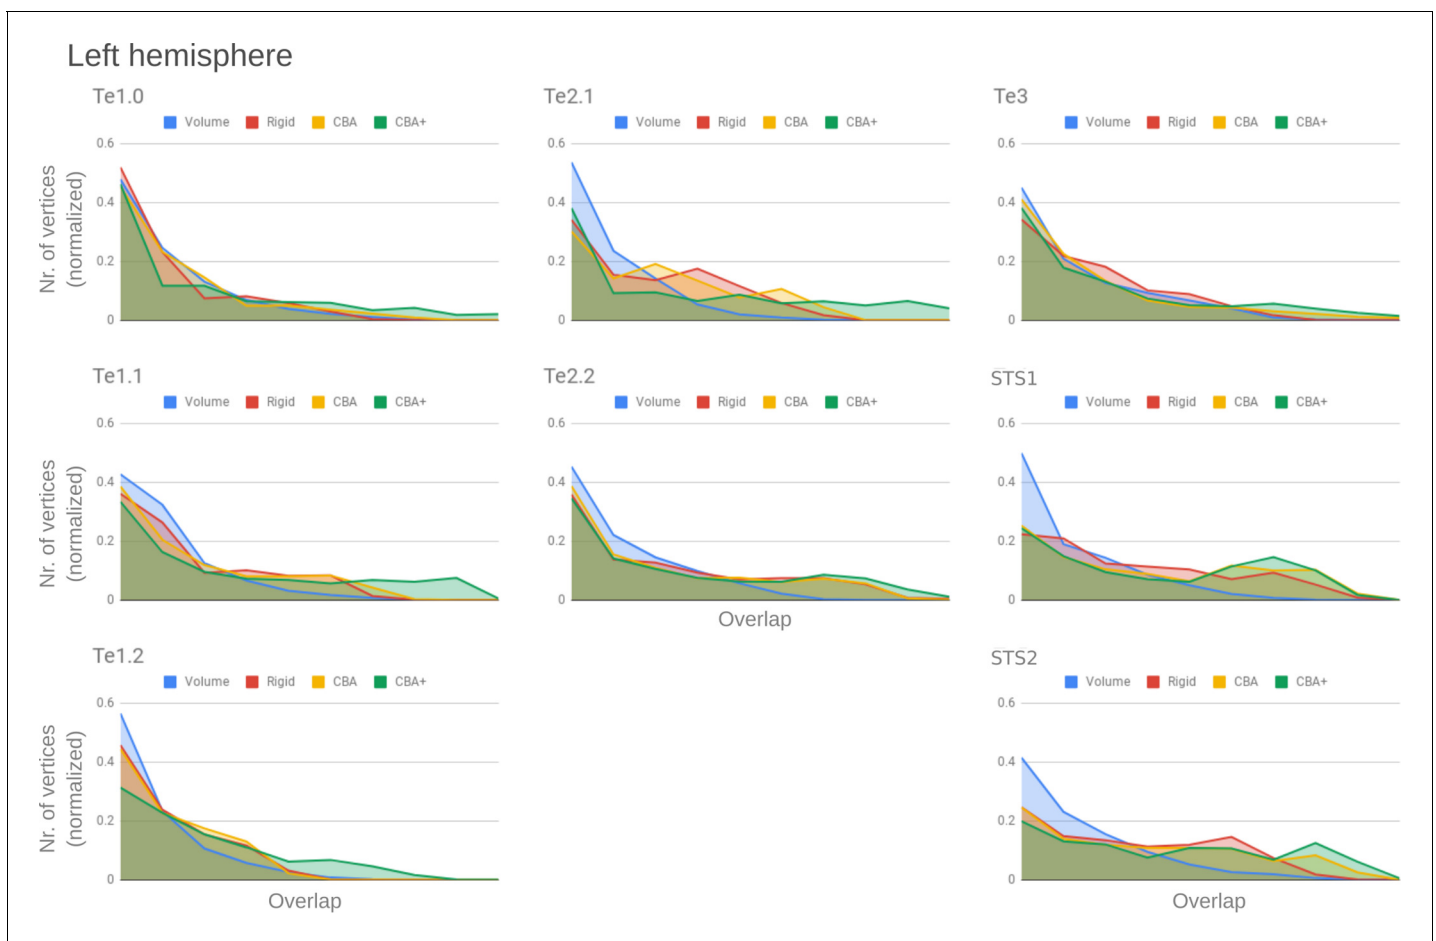 Left hemisphere
Te1.0
Volume Rigid CBA CBA+
Nr. of vertices
(normalized)
0.6
0.4
0.2
0
Te2.1
Volume Rigid CBA CBA+
0.6
0.4
0.2
0
Te3
Volume Rigid CBA CBA+
0.6
0.4
0.2
0
Te1.1
Volume Rigid CBA CBA+
Nr. of vertices
(normalized)
0.6
0.4
0.2
0
Te2.2
Volume Rigid CBA CBA+
0.6
0.4
0.2
0
Overlap
STS1
Volume Rigid CBA CBA+
0.6
0.4
0.2
0
Te1.2
Volume Rigid CBA CBA+
Nr. of vertices
(normalized)
0.6
0.4
0.2
0
Overlap
STS2
Volume Rigid CBA CBA+
0.6
0.4
0.2
0
Overlap